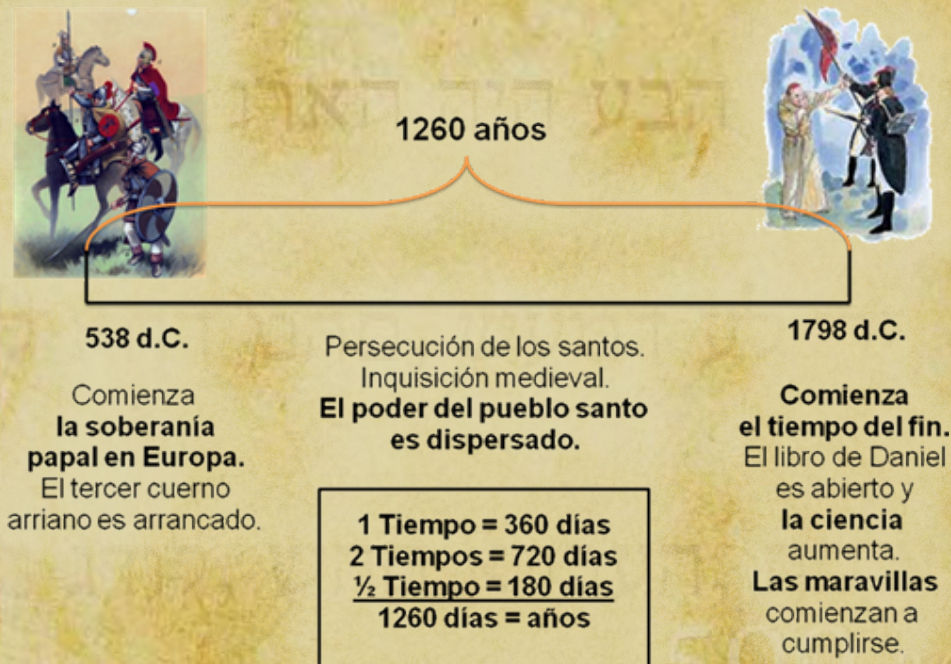 1260 años
538 d.C.
Comienza
la soberanía
papal en Europa.
El tercer cuerno
arriano es arrancado.
Persecución de los santos.
Inquisición medieval.
El poder del pueblo santo
es dispersado.
1 Tiempo = 360 días
2 Tiempos = 720 días
½ Tiempo = 180 días
1260 días = años
1798 d.C.
Comienza
el tiempo del fin.
El libro de Daniel
es abierto y
la ciencia
aumenta.
Las maravillas
comienzan a
cumplirse.